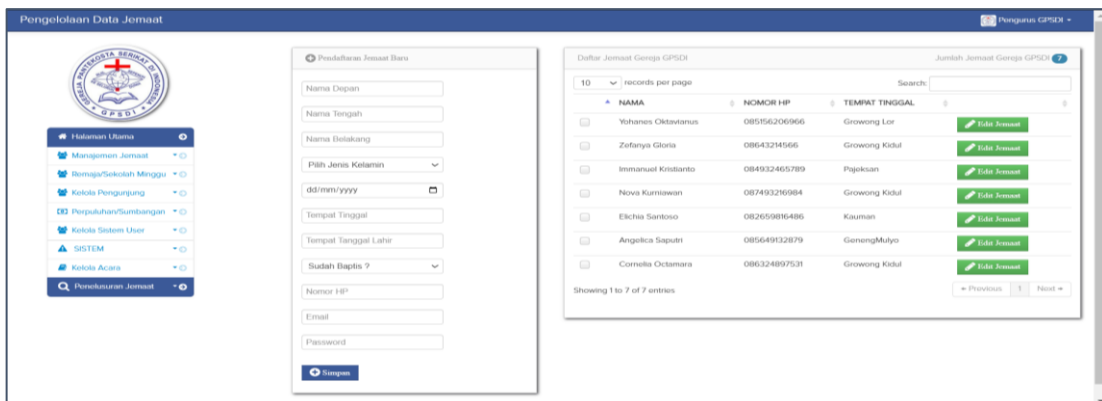 Pengelolaan Data Jemaat
Pengurus GPSDI
GEREJA PANTEKOSTA SERIKAT DI INDONESIA
GPSDI
Halaman Utama
Manajemen Jemaat
Remaja/Sekolah Minggu
Kelola Pengunjung
Perpuluhan/Sumbangan
Kelola Sistem User
SISTEM
Kelola Acara
Penelusuran Jemaat
Pendaftaran Jemaat Baru
Nama Depan
Nama Tengah
Nama Belakang
Pilih Jenis Kelamin
dd/mm/yyyy
Tempat Tinggal
Tempat Tanggal Lahir
Sudah Baptis ?
Nomor HP
Email
Password
Simpan
Daftar Jemaat Gereja GPSDI Jumlah Jemaat Gereja GPSDI 7
10 records per page Search:
NAMA NOMOR HP TEMPAT TINGGAL
Yohanes Oktavianus 085156206966 Growong Lor Edit Jemaat
Zefanya Gloria 08643214566 Growong Kidul Edit Jemaat
Immanuel Kristianto 084932465789 Pajeksan Edit Jemaat
Nova Kurniawan 087493216984 Growong Kidul Edit Jemaat
Elichia Santoso 082659816486 Kauman Edit Jemaat
Angelica Saputri 085649132879 GenengMulyo Edit Jemaat
Cornelia Octamara 086324897531 Growong Kidul Edit Jemaat
Showing 1 to 7 of 7 entries Previous 1 Next